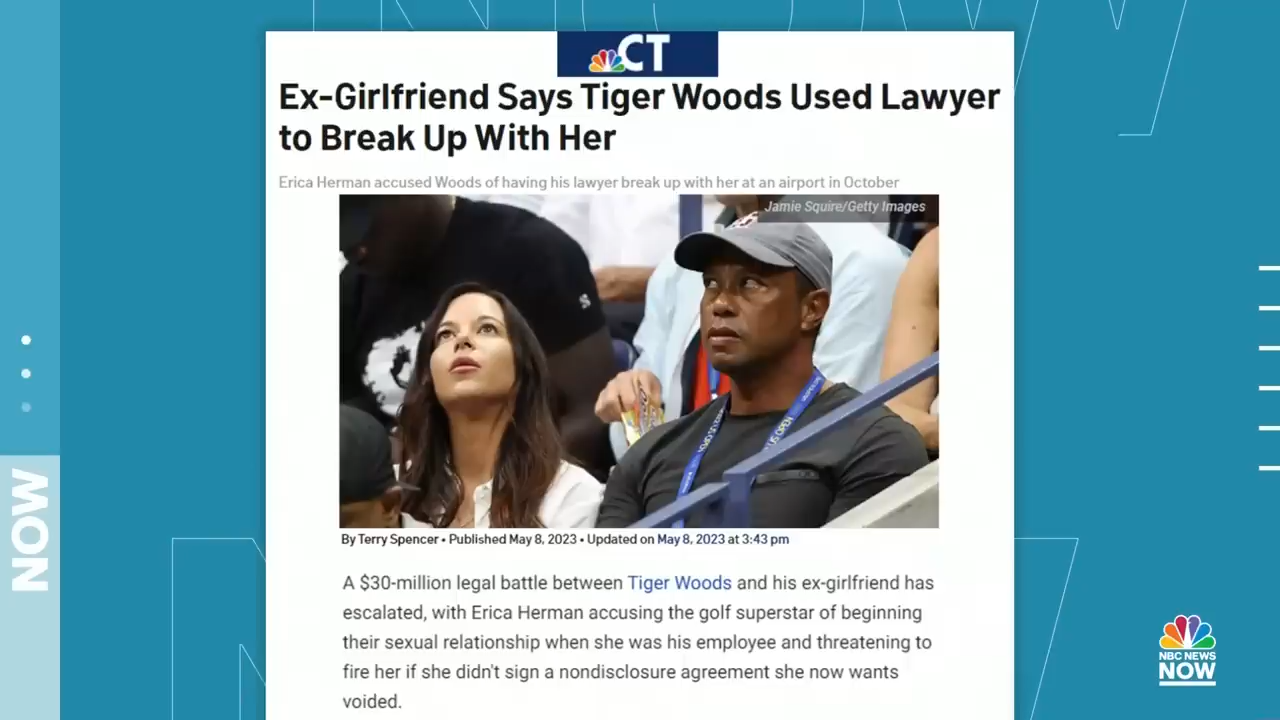 CT
Ex-Girlfriend Says Tiger Woods Used Lawyer
to Break Up With Her
Erica Herman accused Woods of having his lawyer break up with her at an airport in October
Jamie Squire/Getty Images
US OPEN
By Terry Spencer • Published May 8, 2023 • Updated on May 8, 2023 at 3:43 pm
A $30-million legal battle between Tiger Woods and his ex-girlfriend has
escalated, with Erica Herman accusing the golf superstar of beginning
their sexual relationship when she was his employee and threatening to
fire her if she didn't sign a nondisclosure agreement she now wants
voided.
NOW
NBC NEWS
NOW